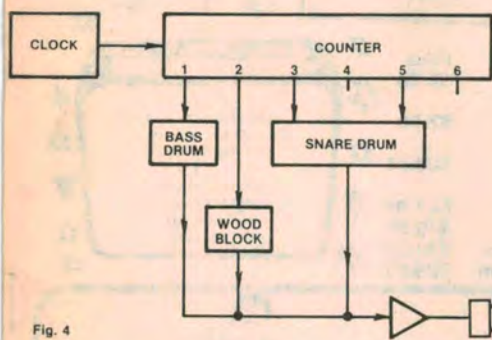 CLOCK
COUNTER
1 2 3 4 5 6
BASS
DRUM
SNARE DRUM
WOOD
BLOCK
Fig. 4